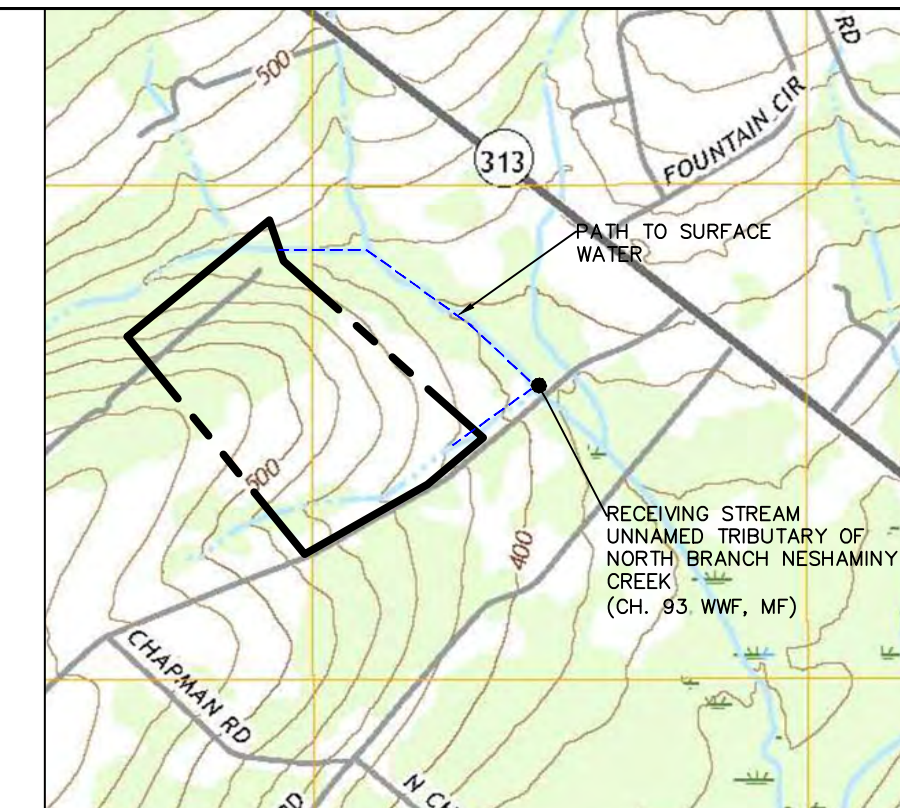 RD
500
313
FOUNTAIN CIR
PATH TO SURFACE
WATER
500
400
RECEIVING STREAM
UNNAMED TRIBUTARY OF
NORTH BRANCH NESHAMINY
CREEK
(CH. 93 WWF, MF)
CHAPMAN RD
RD